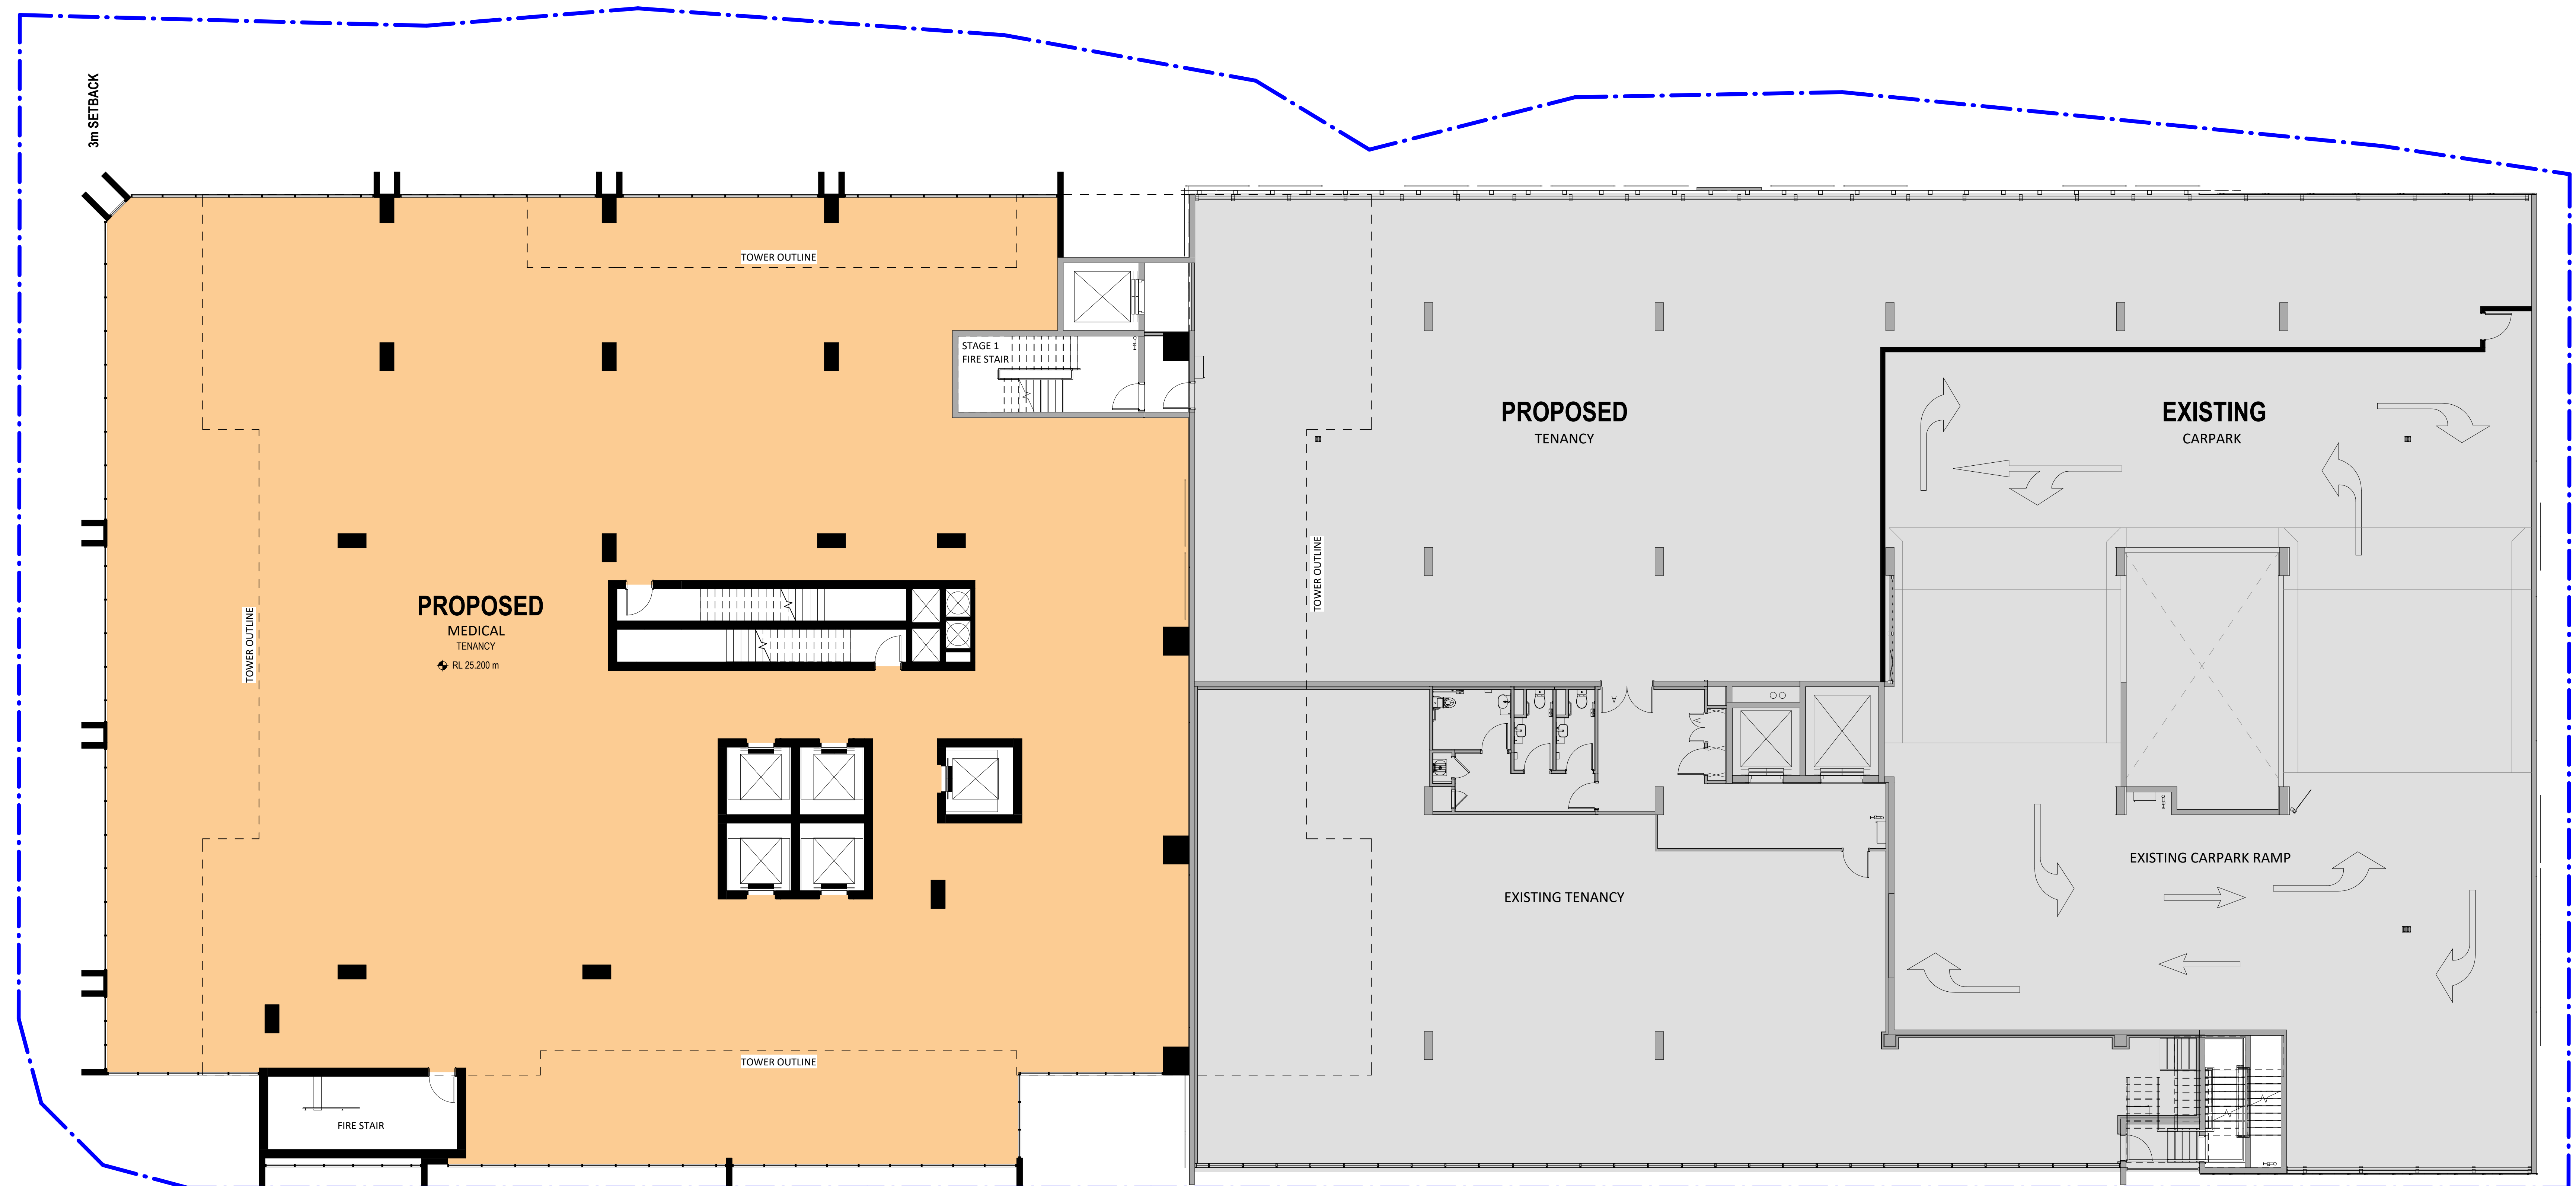 3m SETBACK
TOWER OUTLINE
STAGE 1
FIRE STAIR
PROPOSED
TENANCY
EXISTING
CARPARK
TOWER OUTLINE
TOWER OUTLINE
PROPOSED
MEDICAL
TENANCY
RL 25.200 m
EXISTING CARPARK RAMP
EXISTING TENANCY
TOWER OUTLINE
FIRE STAIR